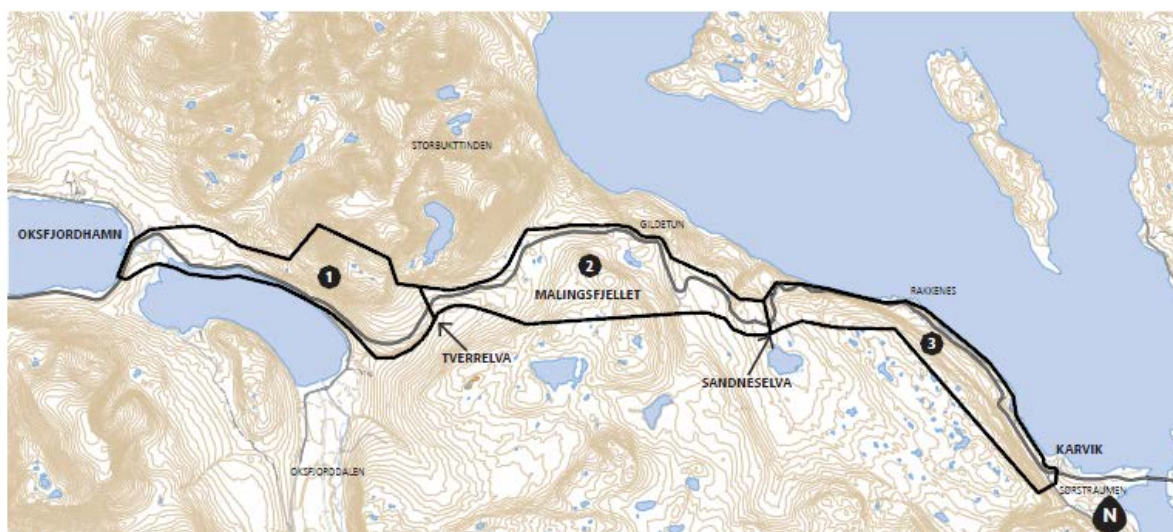 STORBUKTTINDEN
OKSFJORDHAMN
GILDETUN
1
2
MALINGSFJELLET
RAKKENES
3
TVERRELVA
SANDNESELVA
KARVIK
OKSFJORDDALEN
SØRSTRAUMEN
N